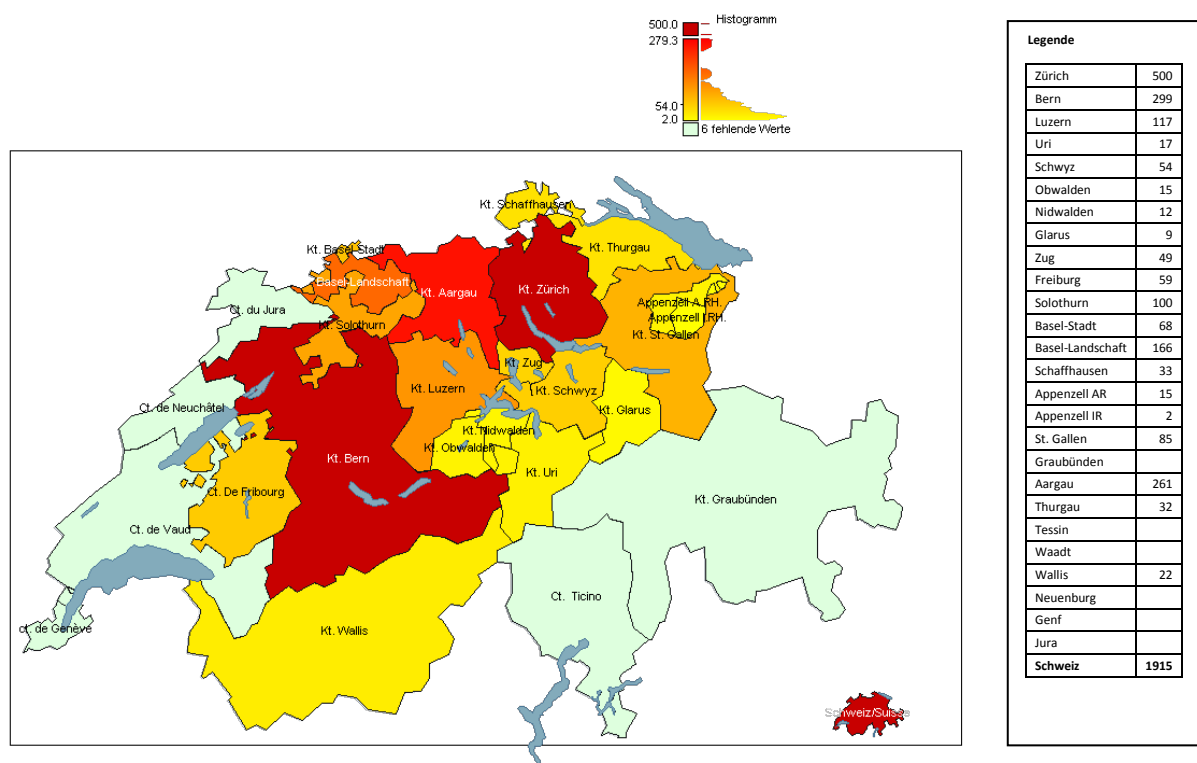 500.0
Histogramm
279.3
54.0
2.0
6 fehlende Werte
Kt. Schaffhausen
Kt. Basel-Stadt
Kt. Thurgau
Basel-Landschaft
Kt. Aargau
Kt. Zürich
Ct. du Jura
Appenzell A.RH.
Appenzell I.RH.
Kt. Solothurn
Kt. St. Gallen
Kt. Zug
Kt. Luzern
Kt. Schwyz
Ct. de Neuchâtel
Kt. Glarus
Kt. Nidwalden
Kt. Obwalden
Kt. Bern
Kt. Uri
Ct. De Fribourg
Kt. Graubünden
Ct. de Vaud
Ct. Ticino
ct. de Genève
Kt. Wallis
Schweiz/Suisse
Legende
Zürich 500
Bern 299
Luzern 117
Uri 17
Schwyz 54
Obwalden 15
Nidwalden 12
Glarus 9
Zug 49
Freiburg 59
Solothurn 100
Basel-Stadt 68
Basel-Landschaft 166
Schaffhausen 33
Appenzell AR 15
Appenzell IR 2
St. Gallen 85
Graubünden
Aargau 261
Thurgau 32
Tessin
Waadt
Wallis 22
Neuenburg
Genf
Jura
Schweiz 1915